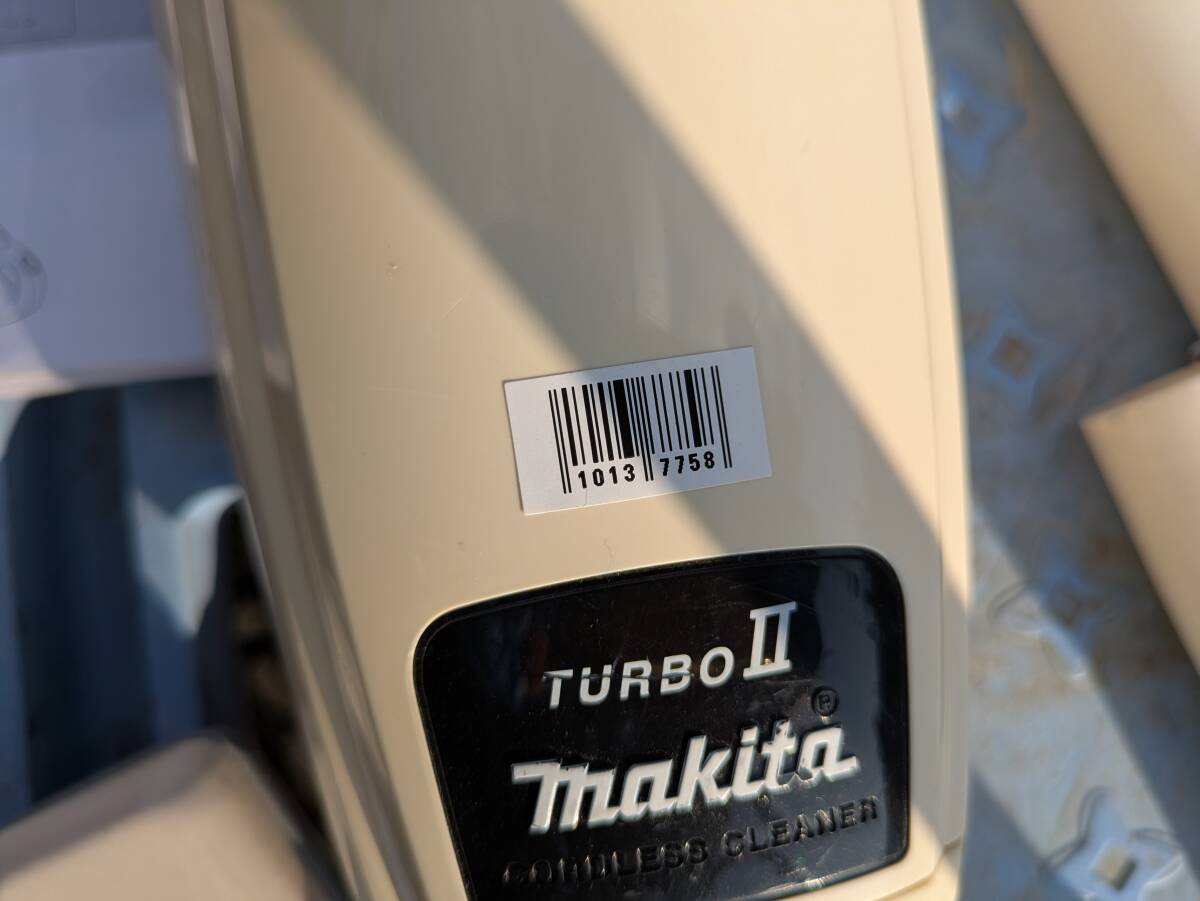 1013 7758
TURBO II
makita®
CORDLESS CLEANER